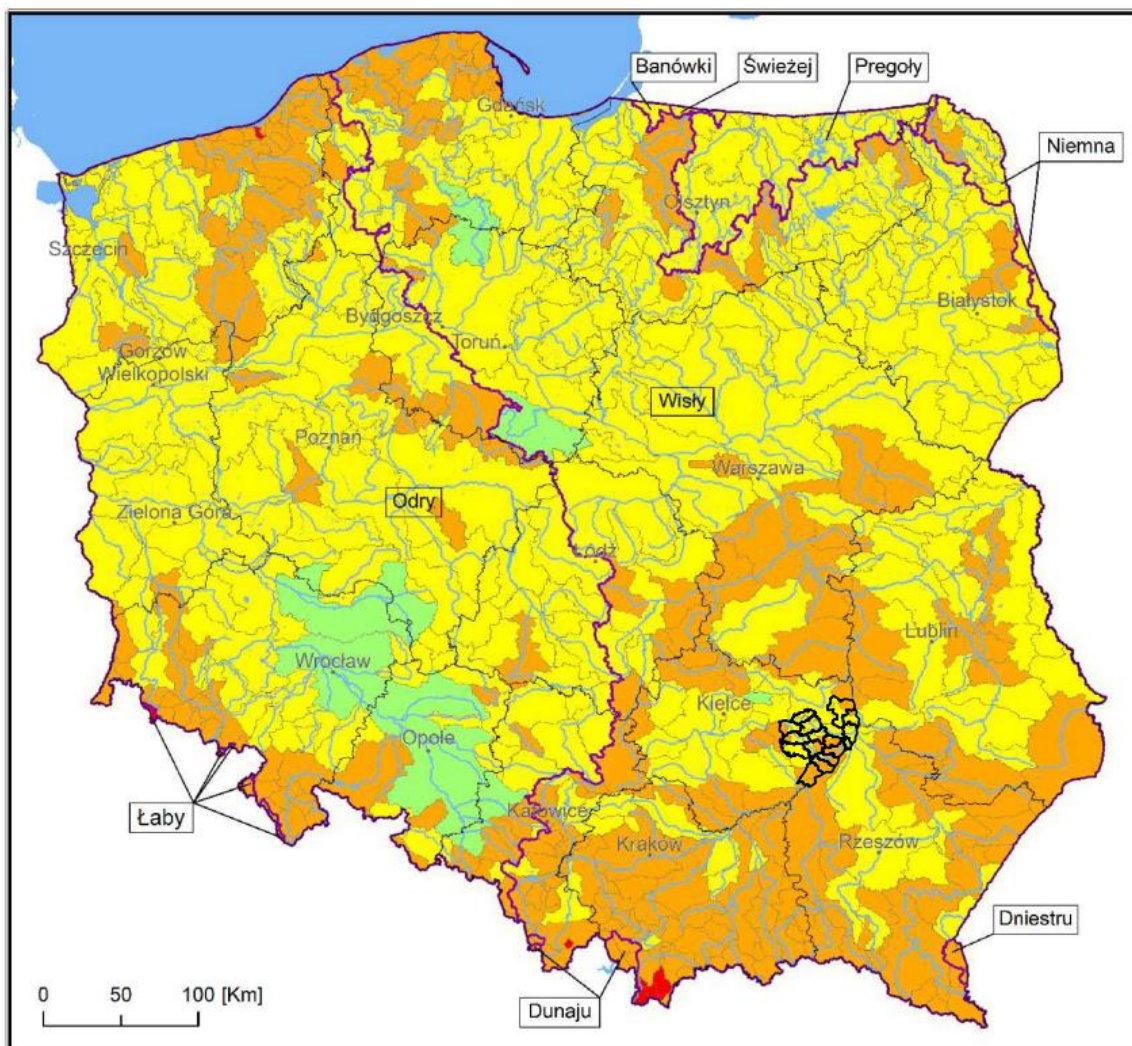 Banówki
Świeżej
Pregoły
Gdańsk
Niemna
Olsztyn
Szczecin
Białystok
Bydgoszcz
Toruń
Gorzów
Wielkopolski
Wisły
Poznań
Warszawa
Odry
Zielona Góra
Łódź
Lublin
Wrocław
Kielce
Opole
Łaby
Katowice
Kraków
Rzeszów
Dniestru
0 50 100 [Km]
Dunaju